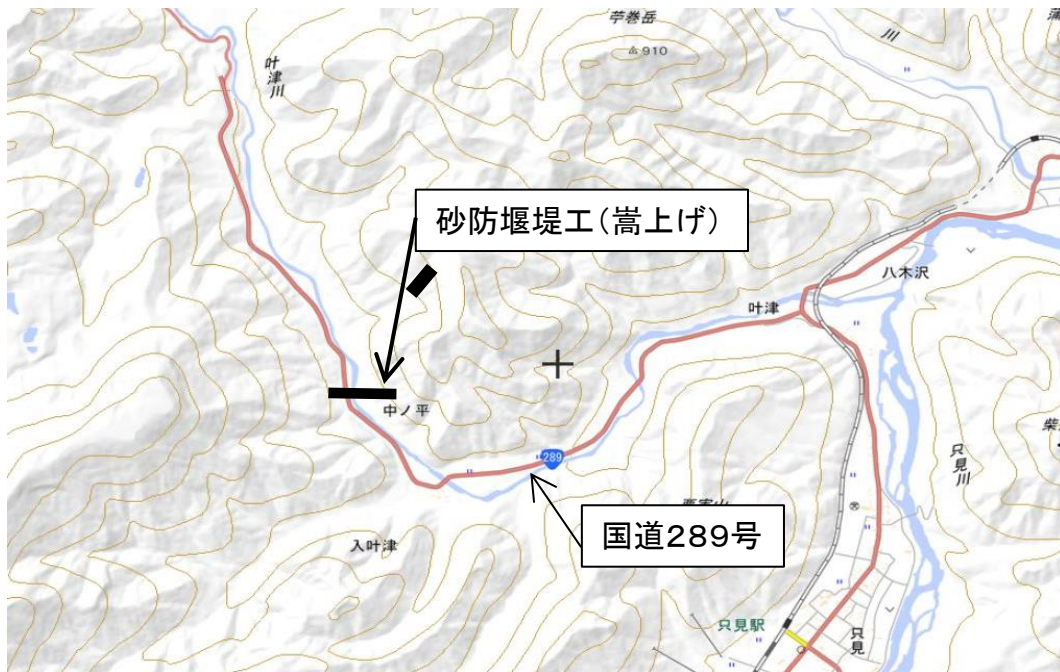 苧巻岳
910
川
叶
津
川
砂防堰堤工(嵩上げ)
八木沢
叶津
中ノ平
只
見
川
289
国道289号
入叶津
只見駅
只見